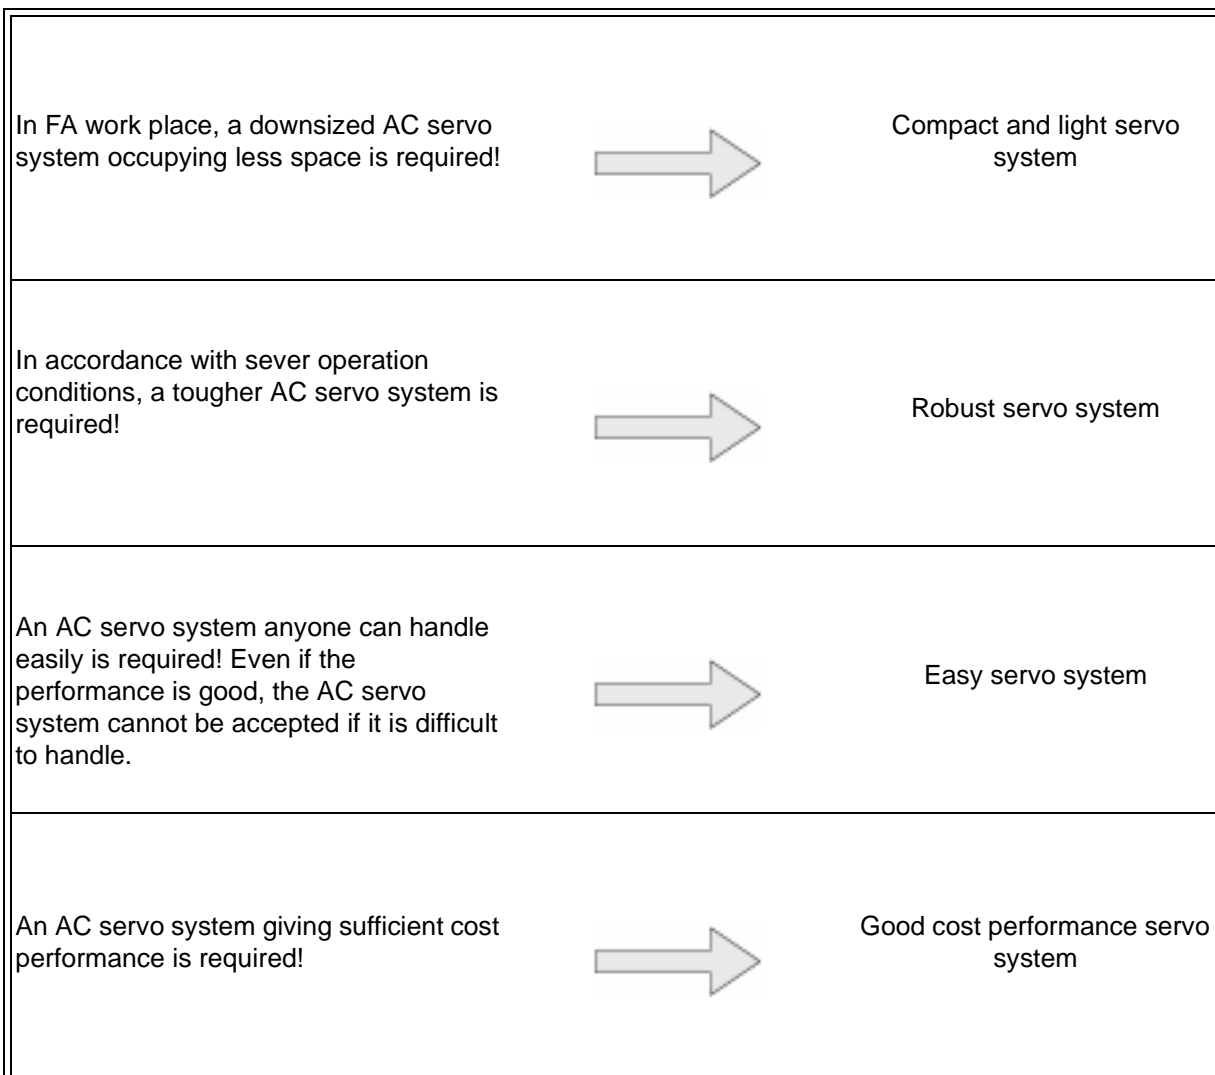 In FA work place, a downsized AC servo
system occupying less space is required!
Compact and light servo
system
In accordance with sever operation
conditions, a tougher AC servo system is
required!
Robust servo system
An AC servo system anyone can handle
easily is required! Even if the
performance is good, the AC servo
system cannot be accepted if it is difficult
to handle.
Easy servo system
An AC servo system giving sufficient cost
performance is required!
Good cost performance servo
system